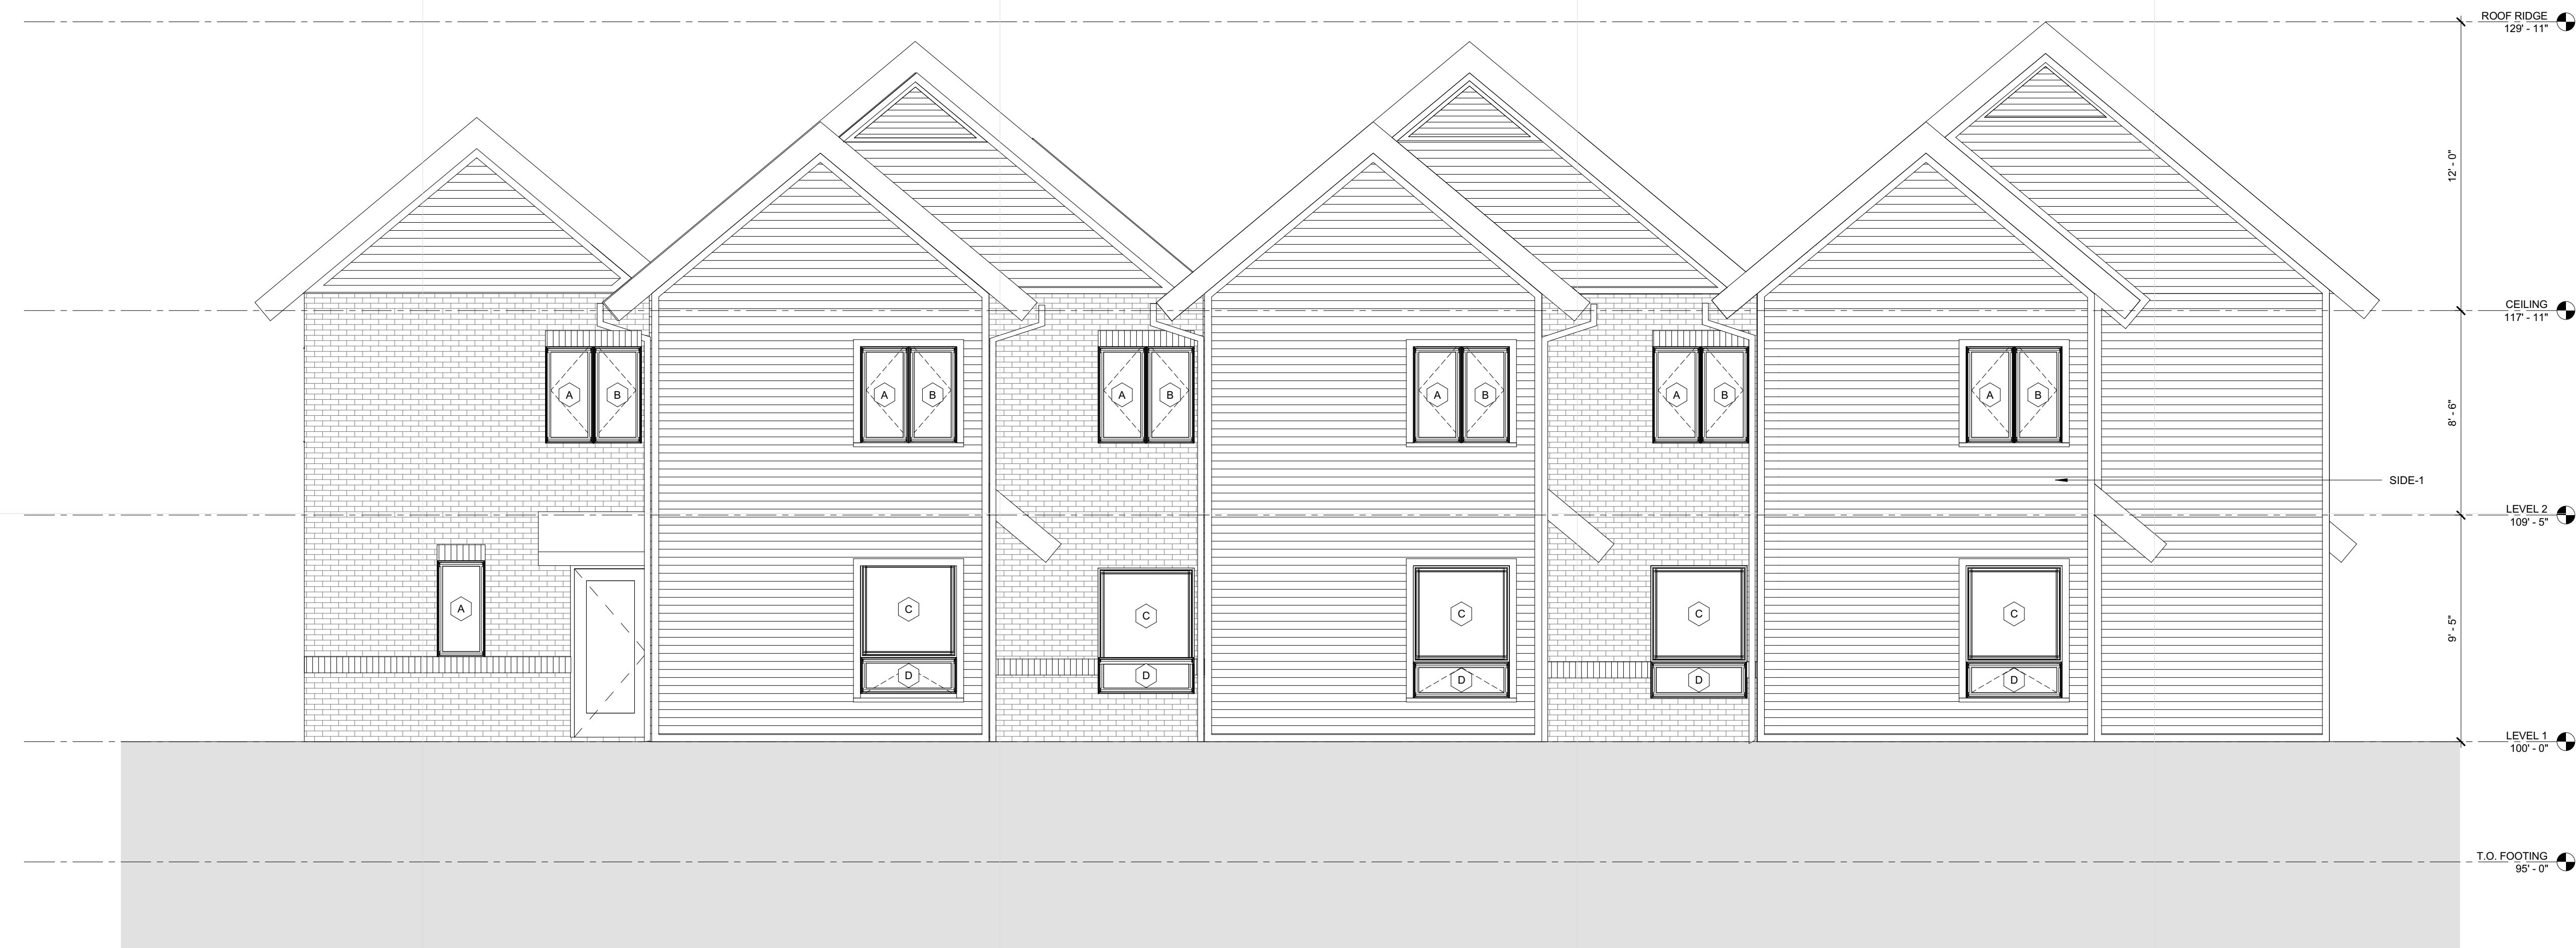 ROOF RIDGE
129' - 11"
12' - 0"
CEILING
117' - 11"
A
B
A
B
A
B
A
B
A
B
A
B
8' - 6"
SIDE-1
LEVEL 2
109' - 5"
A
C
C
C
C
C
9' - 5"
D
D
D
D
D
LEVEL 1
100' - 0"
T.O. FOOTING
95' - 0"